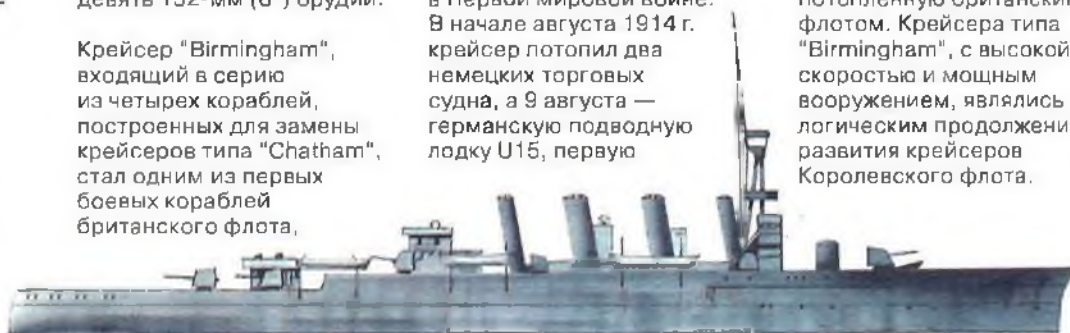 девять 152-мм (6") орудий.
Крейсер "Birmingham",
входящий в серию
из четырех кораблей,
построенных для замены
крейсеров типа "Chatham",
стал одним из первых
боевых кораблей
британского флота,
в Первой мировой войне.
В начале августа 1914 г.
крейсер потопил два
немецких торговых
судна, а 9 августа —
германскую подводную
лодку U15, первую
потопленную британским
флотом. Крейсера типа
"Birmingham", с высокой
скоростью и мощным
вооружением, являлись
логическим продолжени
развития крейсеров
Королевского флота.